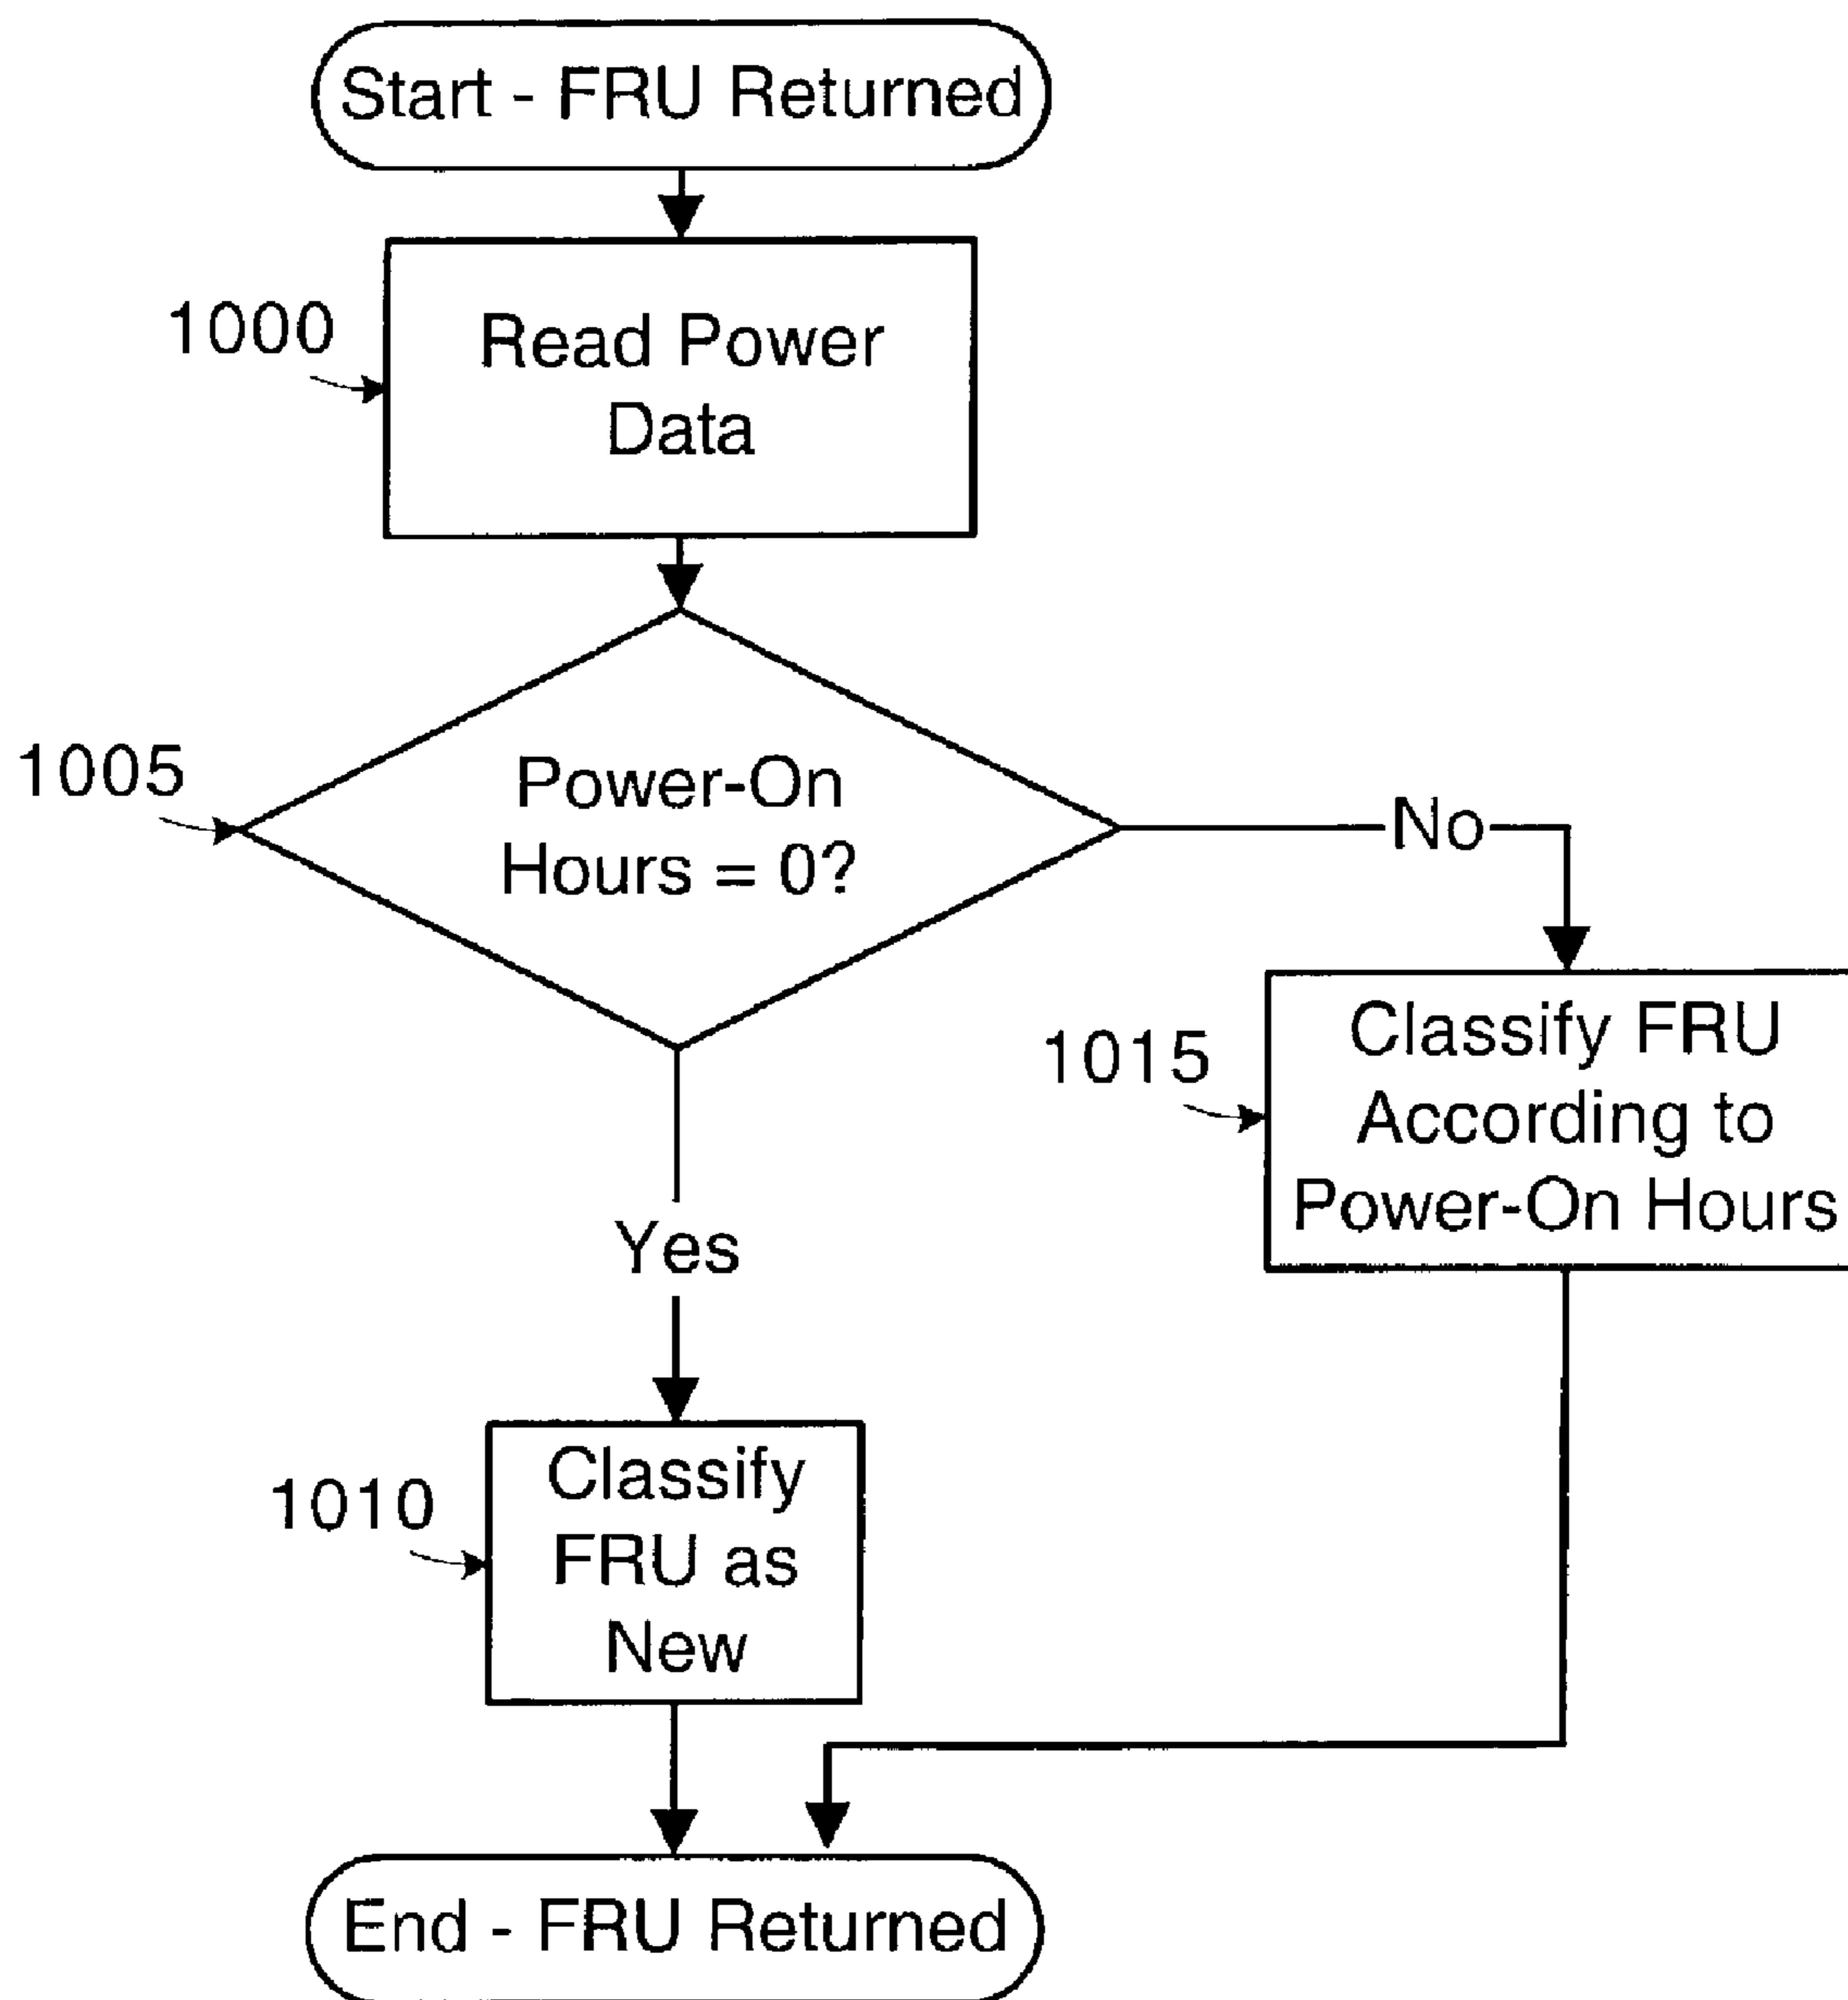 Start - FRU Returned
1000
Read Power
Data
1005
Power-On
Hours = 0?
No
1015
Classify FRU
According to
Power-On Hours
Yes
1010
Classify
FRU as
New
End - FRU Returned